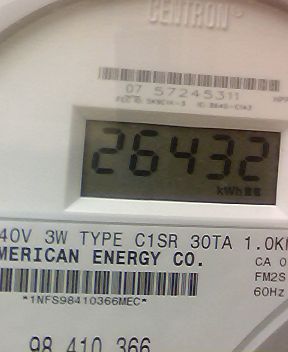 CENTRON
07 57245311
26432
kWh
40V 3W TYPE C1SR 30TA 1.0K
MERICAN ENERGY CO.
CA 0
FM2S
60Hz
*1NFS98410366MEC*
98 410 366